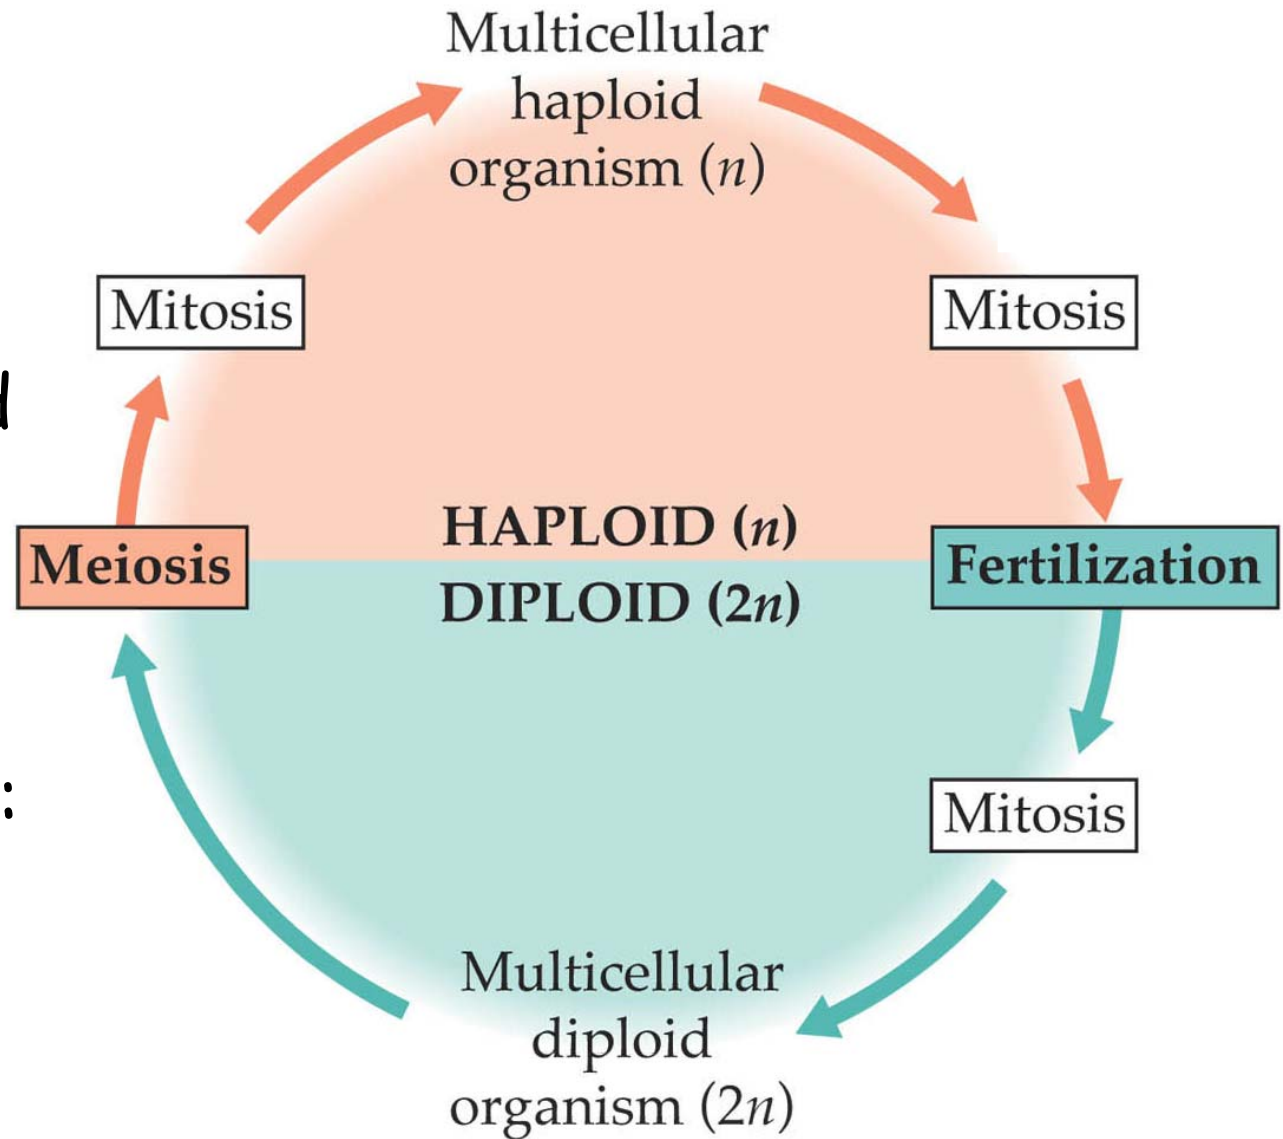 Multicellular
haploid
organism (n)
Mitosis
Mitosis
Meiosis
HAPLOID (n)
DIPLOID (2n)
Fertilization
Mitosis
Multicellular
diploid
organism (2n)
: